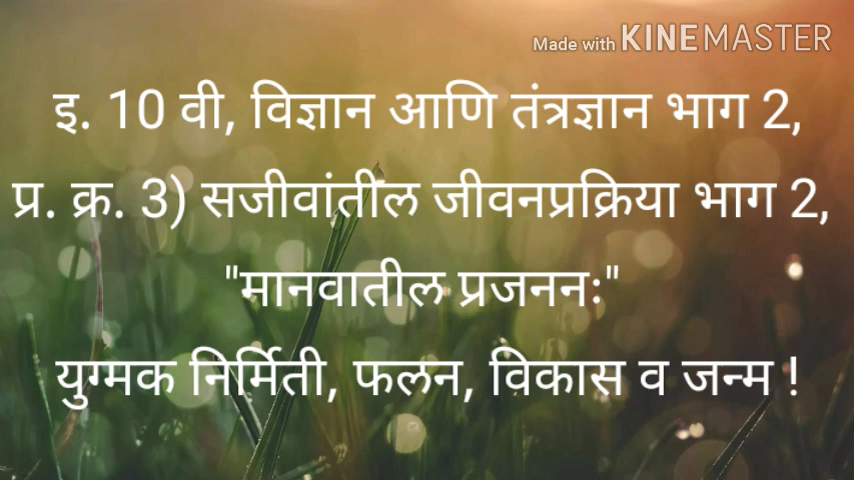 Made with KINEMASTER
इ. 10 वी, विज्ञान आणि तंत्रज्ञान भाग 2,
प्र. क्र. 3) सजीवांतील जीवनप्रक्रिया भाग 2,
"मानवातील प्रजननः"
युग्मक निर्मिती, फलन, विकास व जन्म !